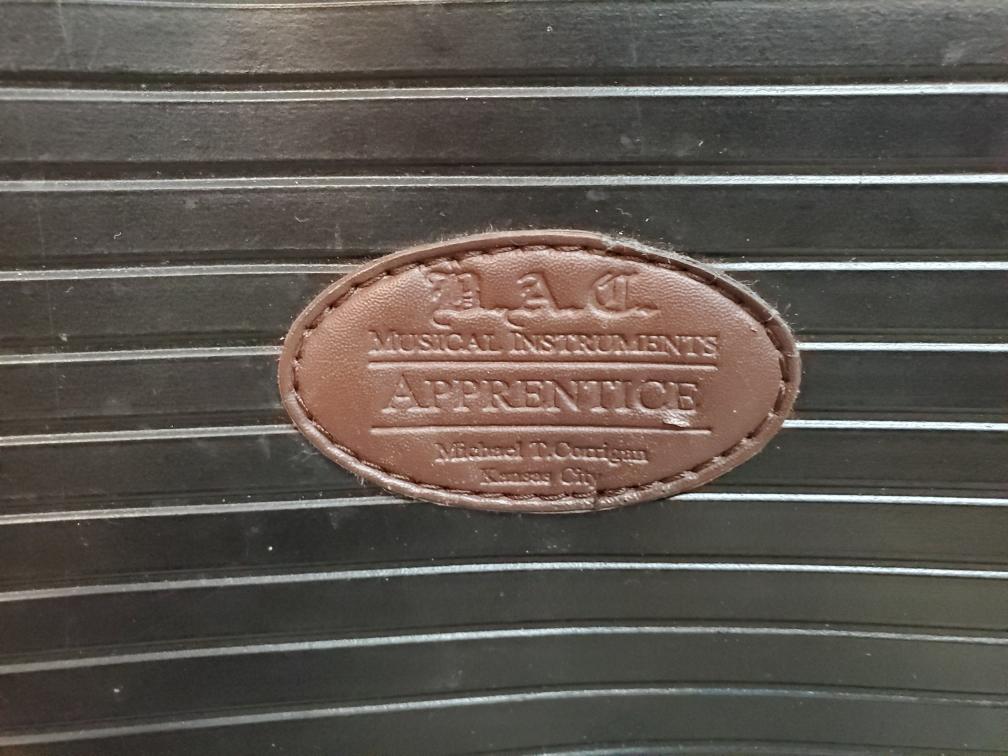 B.A.C.
MUSICAL INSTRUMENTS
APPRENTICE
Michael T. Corrigan
Kansas City